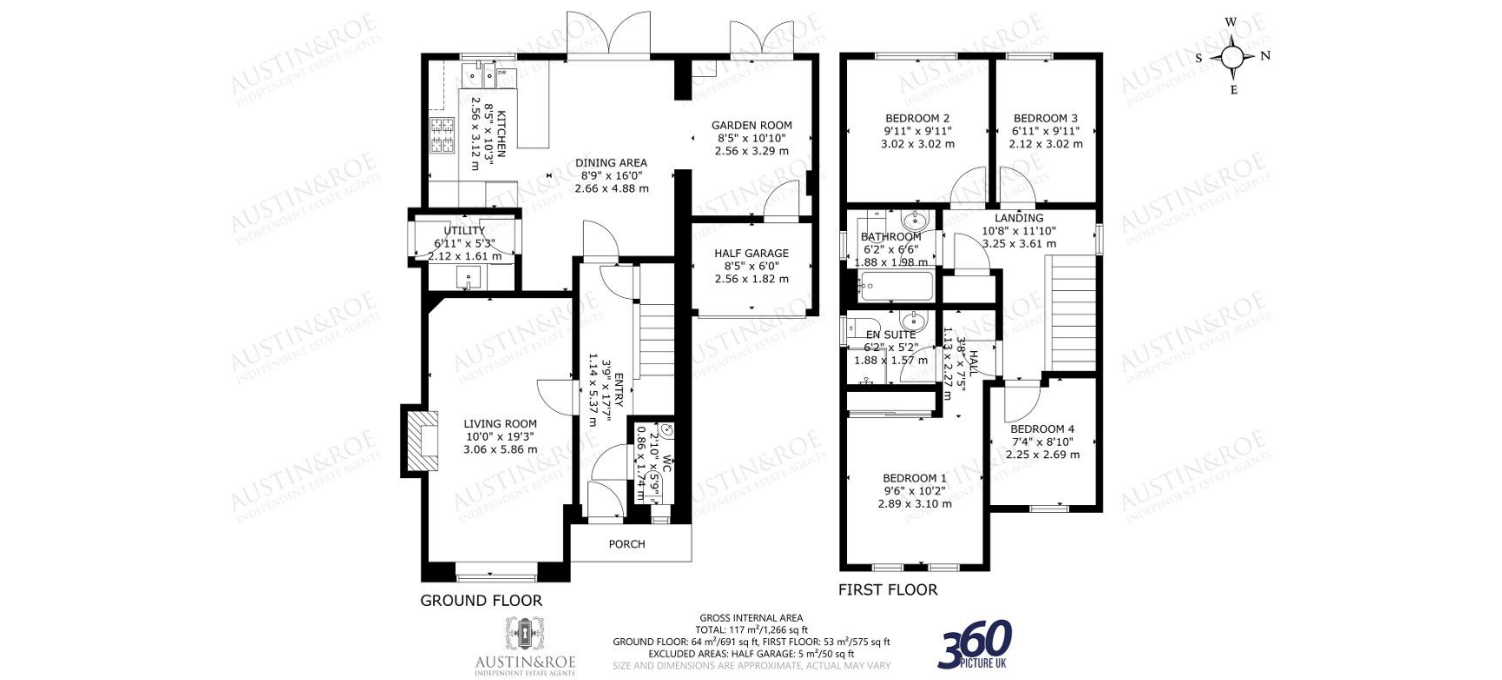 W
S N
E
KITCHEN
8'5" x 10'3"
2.56 x 3.12 m
DW
DINING AREA
8'9" x 16'0"
2.66 x 4.88 m
GARDEN ROOM
8'5" x 10'10"
2.56 x 3.29 m
UTILITY
6'11" x 5'3"
2.12 x 1.61 m
HALF GARAGE
8'5" x 6'0"
2.56 x 1.82 m
ENTRY
3'9" x 17'7"
1.14 x 5.37 m
LIVING ROOM
10'0" x 19'3"
3.06 x 5.86 m
WC
2'10" x 5'9"
0.86 x 1.74 m
PORCH
GROUND FLOOR
BEDROOM 2
9'11" x 9'11"
3.02 x 3.02 m
BEDROOM 3
6'11" x 9'11"
2.12 x 3.02 m
LANDING
10'8" x 11'10"
3.25 x 3.61 m
BATHROOM
6'2" x 6'6"
1.88 x 1.98 m
EN SUITE
6'2" x 5'2"
1.88 x 1.57 m
HALL
3'8" x 7'5"
1.13 x 2.27 m
BEDROOM 4
7'4" x 8'10"
2.25 x 2.69 m
BEDROOM 1
9'6" x 10'2"
2.89 x 3.10 m
FIRST FLOOR
GROSS INTERNAL AREA
TOTAL: 117 m²/1,266 sq ft
GROUND FLOOR: 64 m²/691 sq ft, FIRST FLOOR: 53 m²/575 sq ft
EXCLUDED AREAS: HALF GARAGE: 5 m²/50 sq ft
SIZE AND DIMENSIONS ARE APPROXIMATE, ACTUAL MAY VARY
AUSTIN&ROE
INDEPENDENT ESTATE AGENTS
360
PICTURE UK